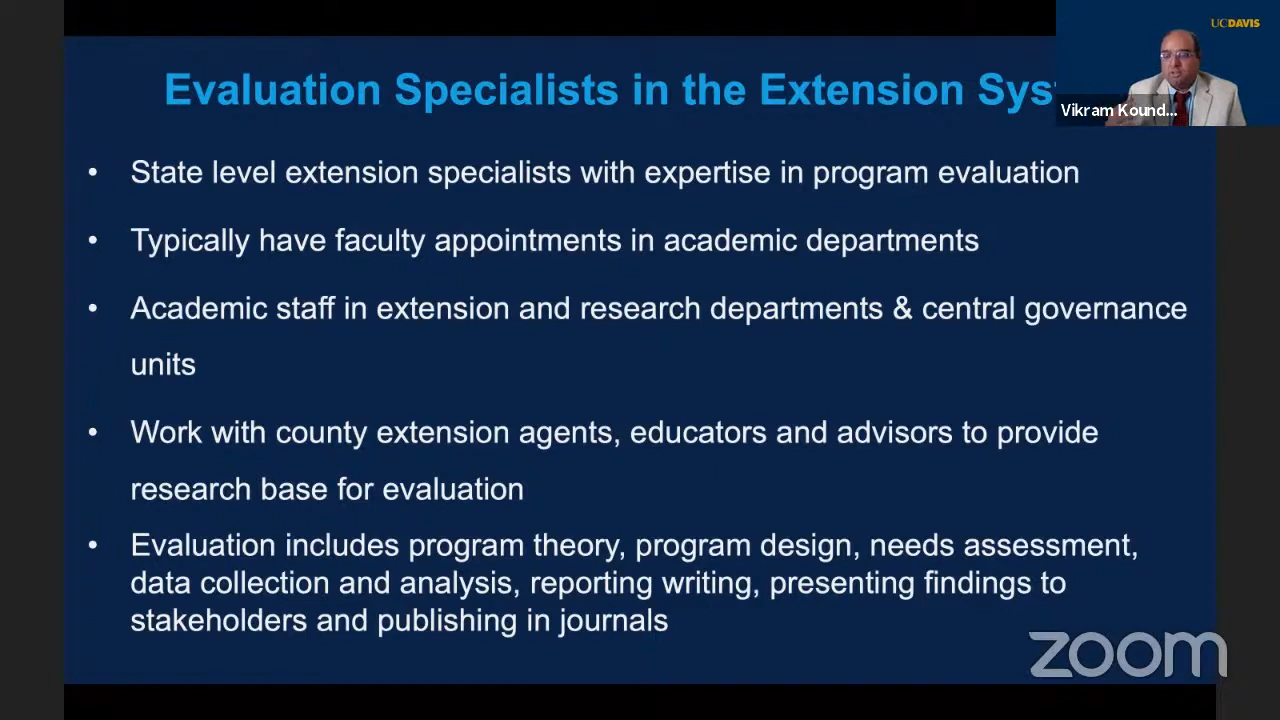 UCDAVIS
Evaluation Specialists in the Extension Sys
Vikram Kound...
• State level extension specialists with expertise in program evaluation
• Typically have faculty appointments in academic departments
• Academic staff in extension and research departments & central governance
units
• Work with county extension agents, educators and advisors to provide
research base for evaluation
• Evaluation includes program theory, program design, needs assessment,
data collection and analysis, reporting writing, presenting findings to
stakeholders and publishing in journals
zoom